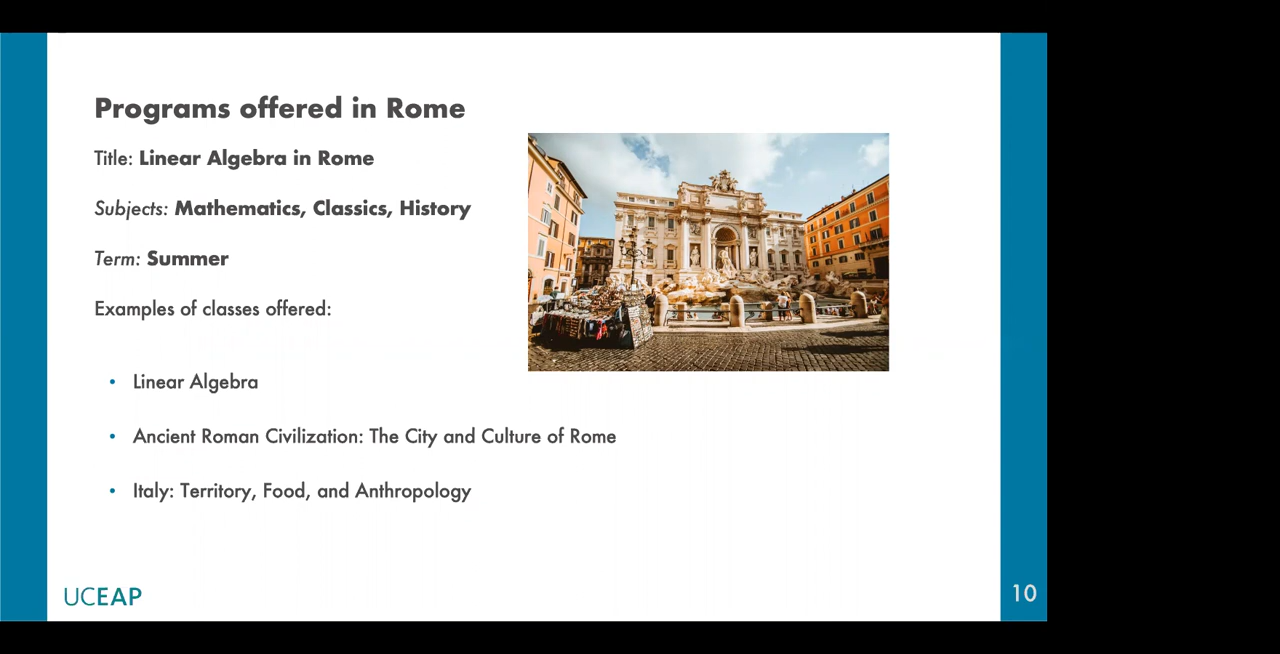 Programs offered in Rome
Title: Linear Algebra in Rome
Subjects: Mathematics, Classics, History
Term: Summer
Examples of classes offered:
• Linear Algebra
• Ancient Roman Civilization: The City and Culture of Rome
• Italy: Territory, Food, and Anthropology
UCEAP
10